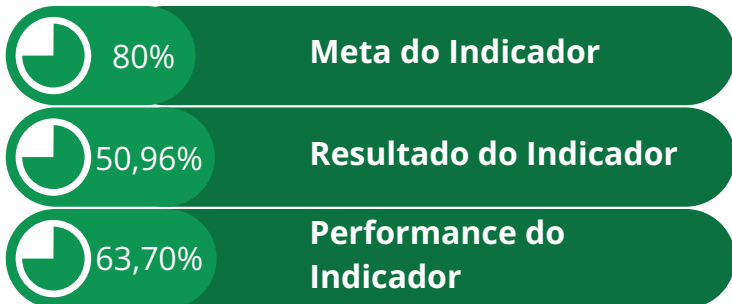 80%
Meta do Indicador
50,96%
Resultado do Indicador
63,70%
Performance do
Indicador